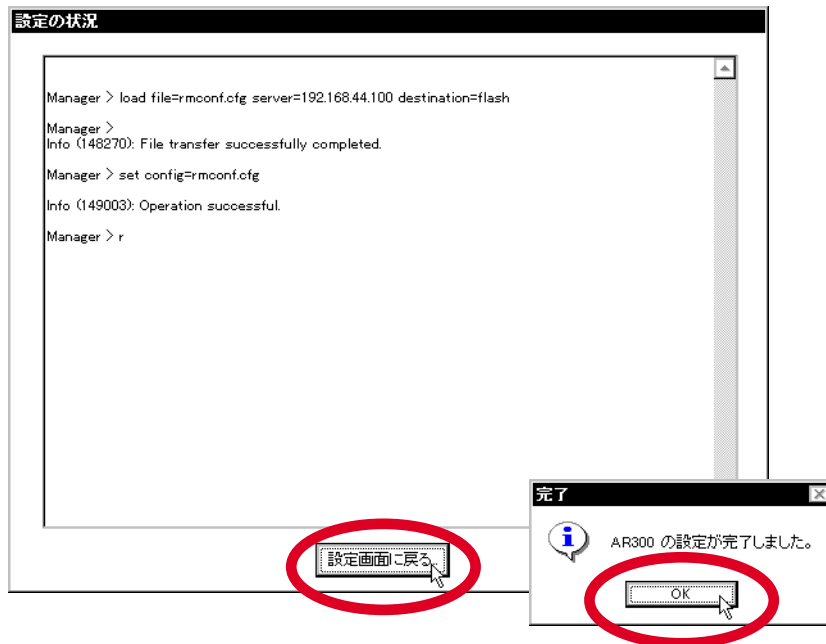 設定の状況
Manager > load file=rmconf.cfg server=192.168.44.100 destination=flash
Manager >
Info (148270): File transfer successfully completed.
Manager > set config=rmconf.cfg
Info (149003): Operation successful.
Manager > r
設定画面に戻る
完了
AR300 の設定が完了しました。
OK